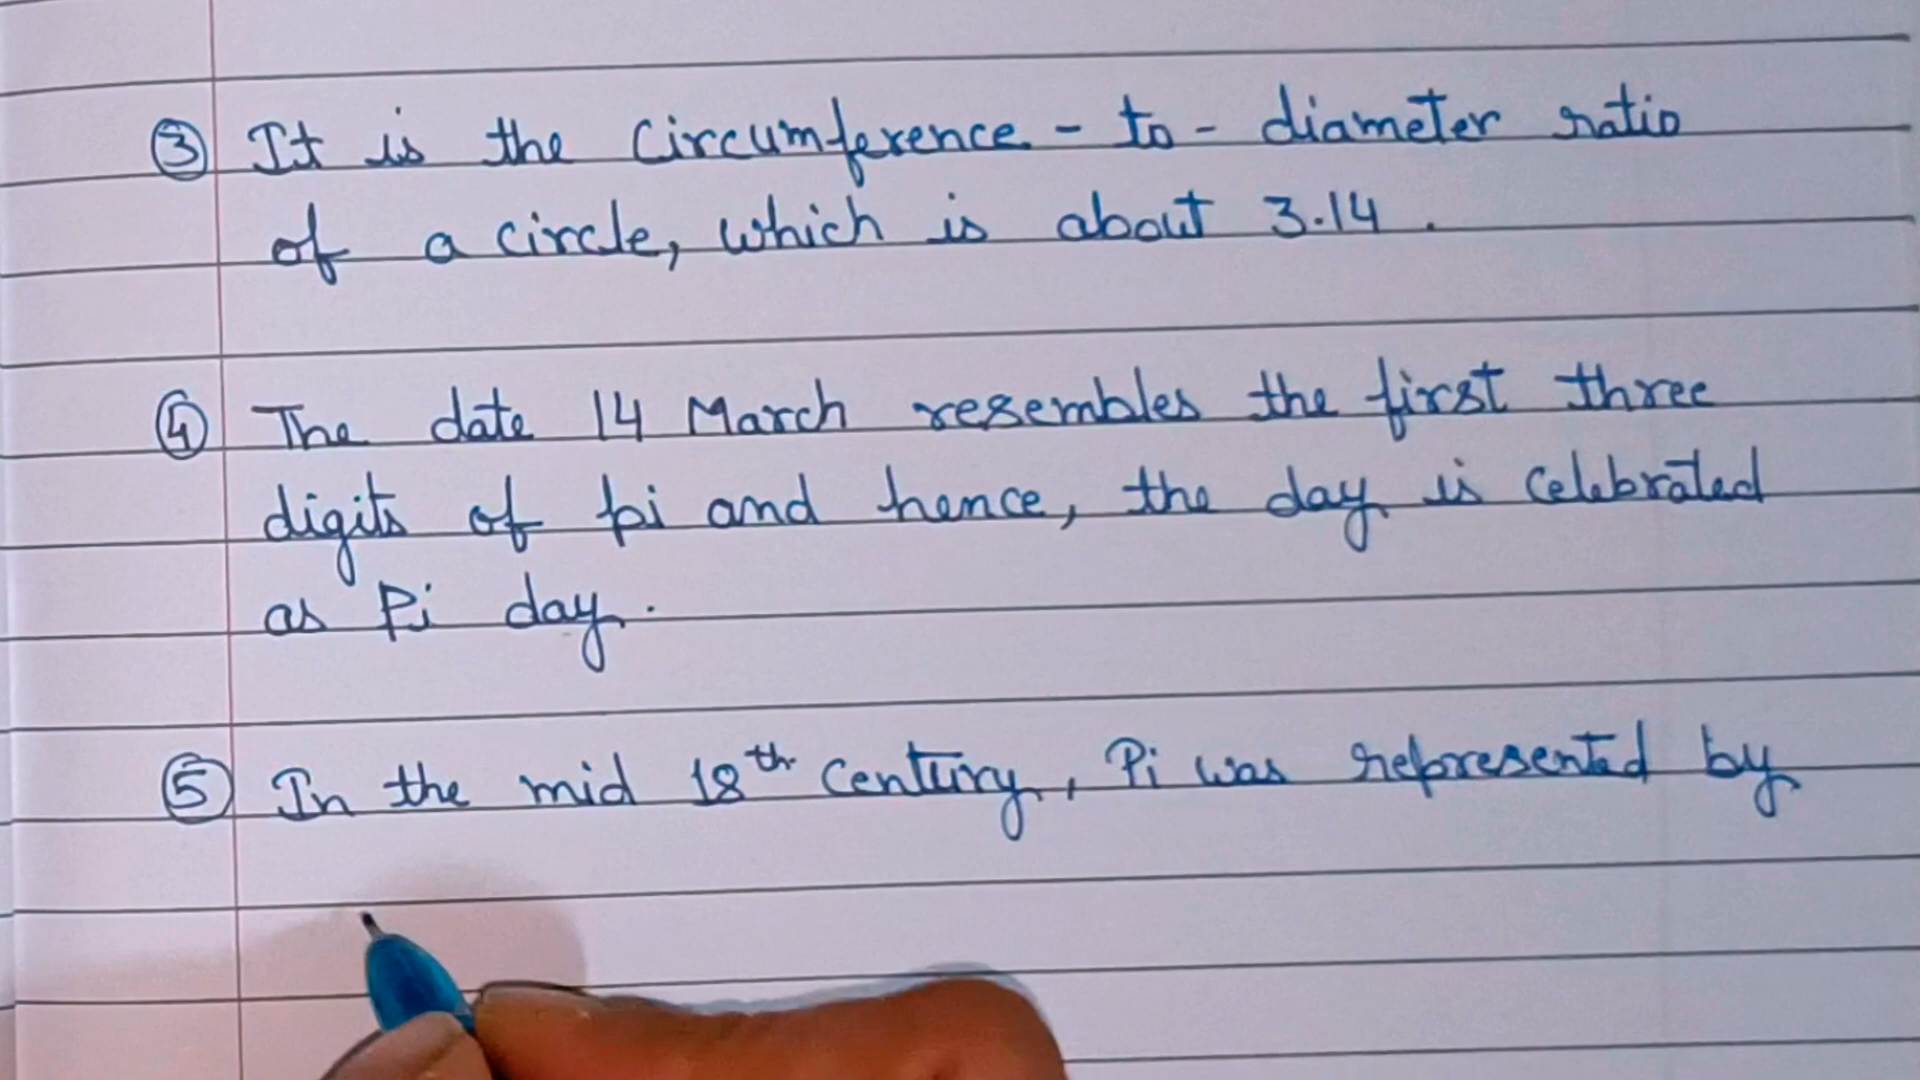 ③ It is the circumference-to-diameter ratio
of a circle, which is about 3.14.
④ The date 14 March resembles the first three
digits of pi and hence, the day is celebrated
as Pi day.
⑤ In the mid 18th century, Pi was represented by